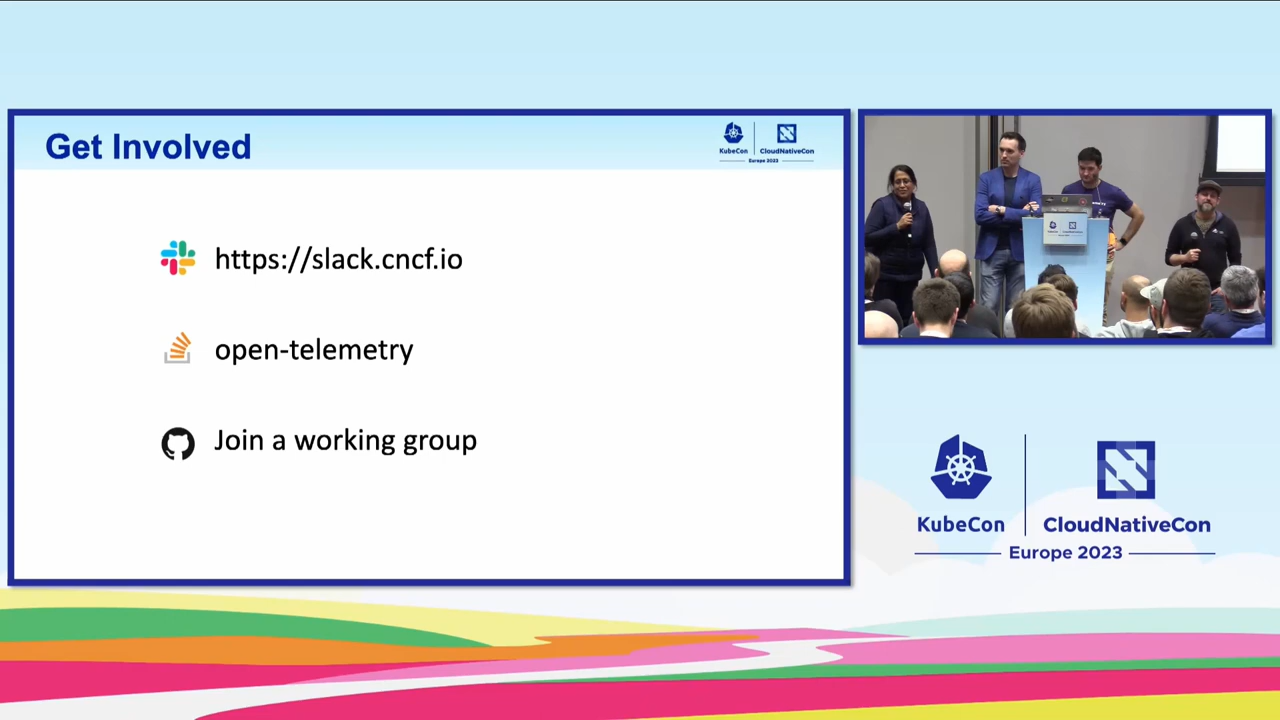 Get Involved
KubeCon
CloudNativeCon
Europe 2023
https://slack.cncf.io
open-telemetry
Join a working group
KubeCon
CloudNativeCon
Europe 2023